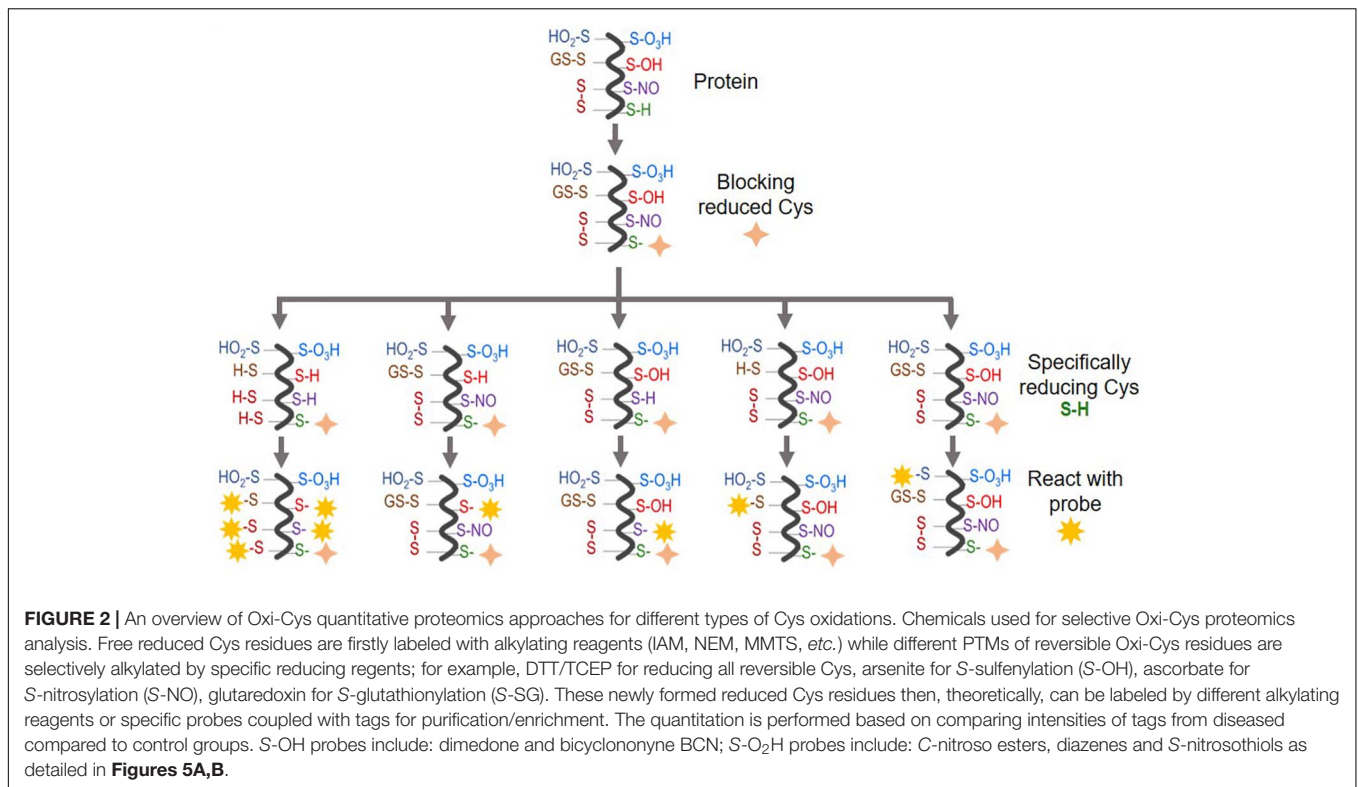 HO2-S S-O3H
GS-S S-OH
S S-NO
S S-H
Protein
HO2-S S-O3H
GS-S S-OH
S S-NO
S S-
Blocking
reduced Cys
HO2-S S-O3H HO2-S S-O3H HO2-S S-O3H HO2-S S-O3H HO2-S S-O3H
H-S S-H GS-S S-H GS-S S-OH H-S S-OH GS-S S-OH
H-S S-H S S-NO S S-H S S-NO S S-NO
H-S S- S S- S S- S S- S S-
Specifically
reducing Cys
S-H
HO2-S S-O3H HO2-S S-O3H HO2-S S-O3H HO2-S S-O3H -S S-O3H
-S S- GS-S S- GS-S S-OH -S S-OH GS-S S-OH
-S S- S S-NO S S- S S-NO S S-NO
-S S- S S- S S- S S- S S-
React with
probe
FIGURE 2 | An overview of Oxi-Cys quantitative proteomics approaches for different types of Cys oxidations. Chemicals used for selective Oxi-Cys proteomics
analysis. Free reduced Cys residues are firstly labeled with alkylating reagents (IAM, NEM, MMTS, etc.) while different PTMs of reversible Oxi-Cys residues are
selectively alkylated by specific reducing regents; for example, DTT/TCEP for reducing all reversible Cys, arsenite for S-sulfenylation (S-OH), ascorbate for
S-nitrosylation (S-NO), glutaredoxin for S-glutathionylation (S-SG). These newly formed reduced Cys residues then, theoretically, can be labeled by different alkylating
reagents or specific probes coupled with tags for purification/enrichment. The quantitation is performed based on comparing intensities of tags from diseased
compared to control groups. S-OH probes include: dimedone and bicyclononyne BCN; S-O2H probes include: C-nitroso esters, diazenes and S-nitrosothiols as
detailed in Figures 5A,B.